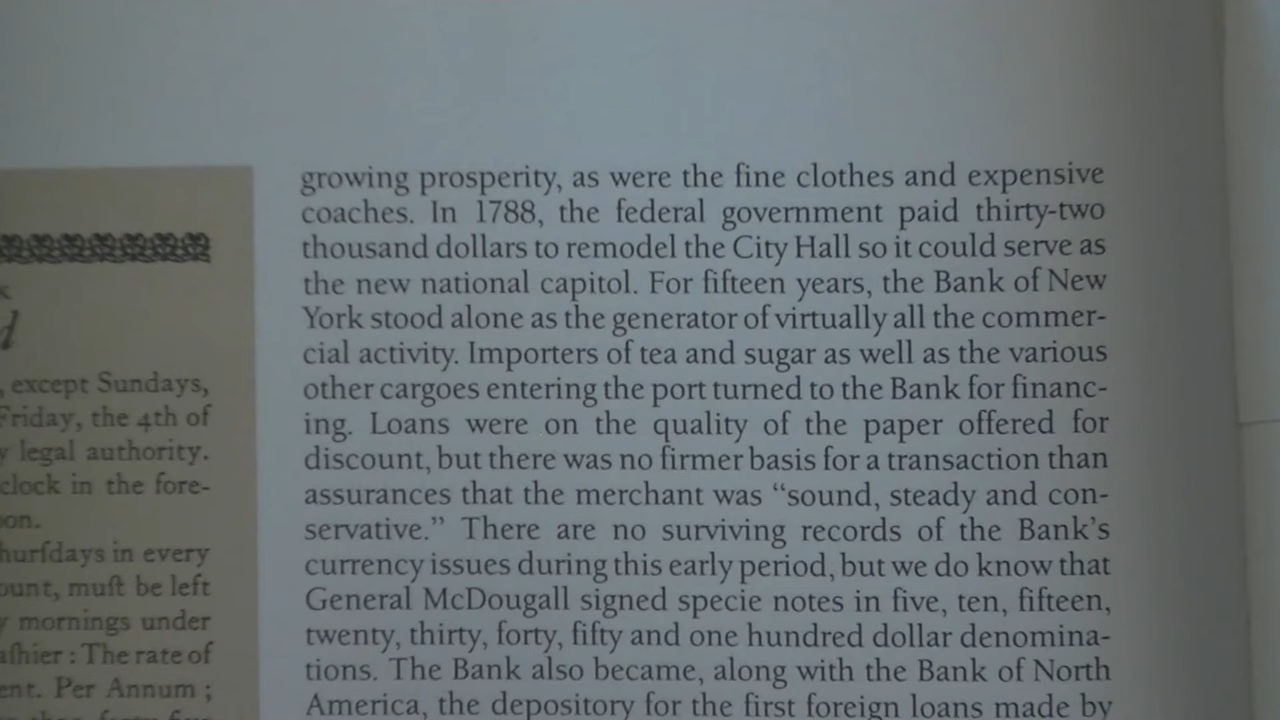 growing prosperity, as were the fine clothes and expensive
coaches. In 1788, the federal government paid thirty-two
thousand dollars to remodel the City Hall so it could serve as
the new national capitol. For fifteen years, the Bank of New
York stood alone as the generator of virtually all the commer-
cial activity. Importers of tea and sugar as well as the various
other cargoes entering the port turned to the Bank for financ-
ing. Loans were on the quality of the paper offered for
discount, but there was no firmer basis for a transaction than
assurances that the merchant was “sound, steady and con-
servative.” There are no surviving records of the Bank’s
currency issues during this early period, but we do know that
General McDougall signed specie notes in five, ten, fifteen,
twenty, thirty, forty, fifty and one hundred dollar denomina-
tions. The Bank also became, along with the Bank of North
America, the depository for the first foreign loans made by
, except Sundays,
Friday, the 4th of
legal authority.
clock in the fore-
hurſdays in every
ount, muſt be left
mornings under
aſhier : The rate of
ent. Per Annum ;